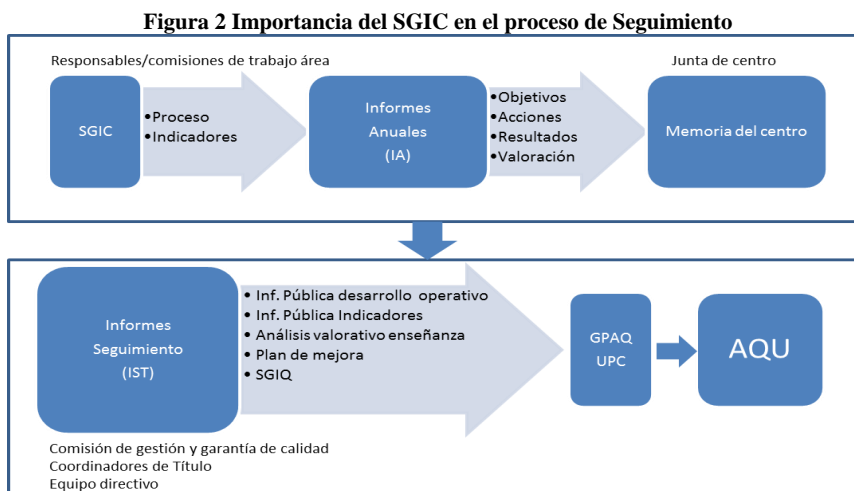 Figura 2 Importancia del SGIC en el proceso de Seguimiento
Responsables/comisiones de trabajo área
Junta de centro
SGIC
•Proceso
•Indicadores
Informes
Anuales
(IA)
•Objetivos
•Acciones
•Resultados
•Valoración
Memoria del centro
Informes
Seguimiento
(IST)
• Inf. Pública desarrollo operativo
• Inf. Pública Indicadores
• Análisis valorativo enseñanza
• Plan de mejora
• SGIQ
GPAQ
UPC
AQU
Comisión de gestión y garantía de calidad
Coordinadores de Título
Equipo directivo